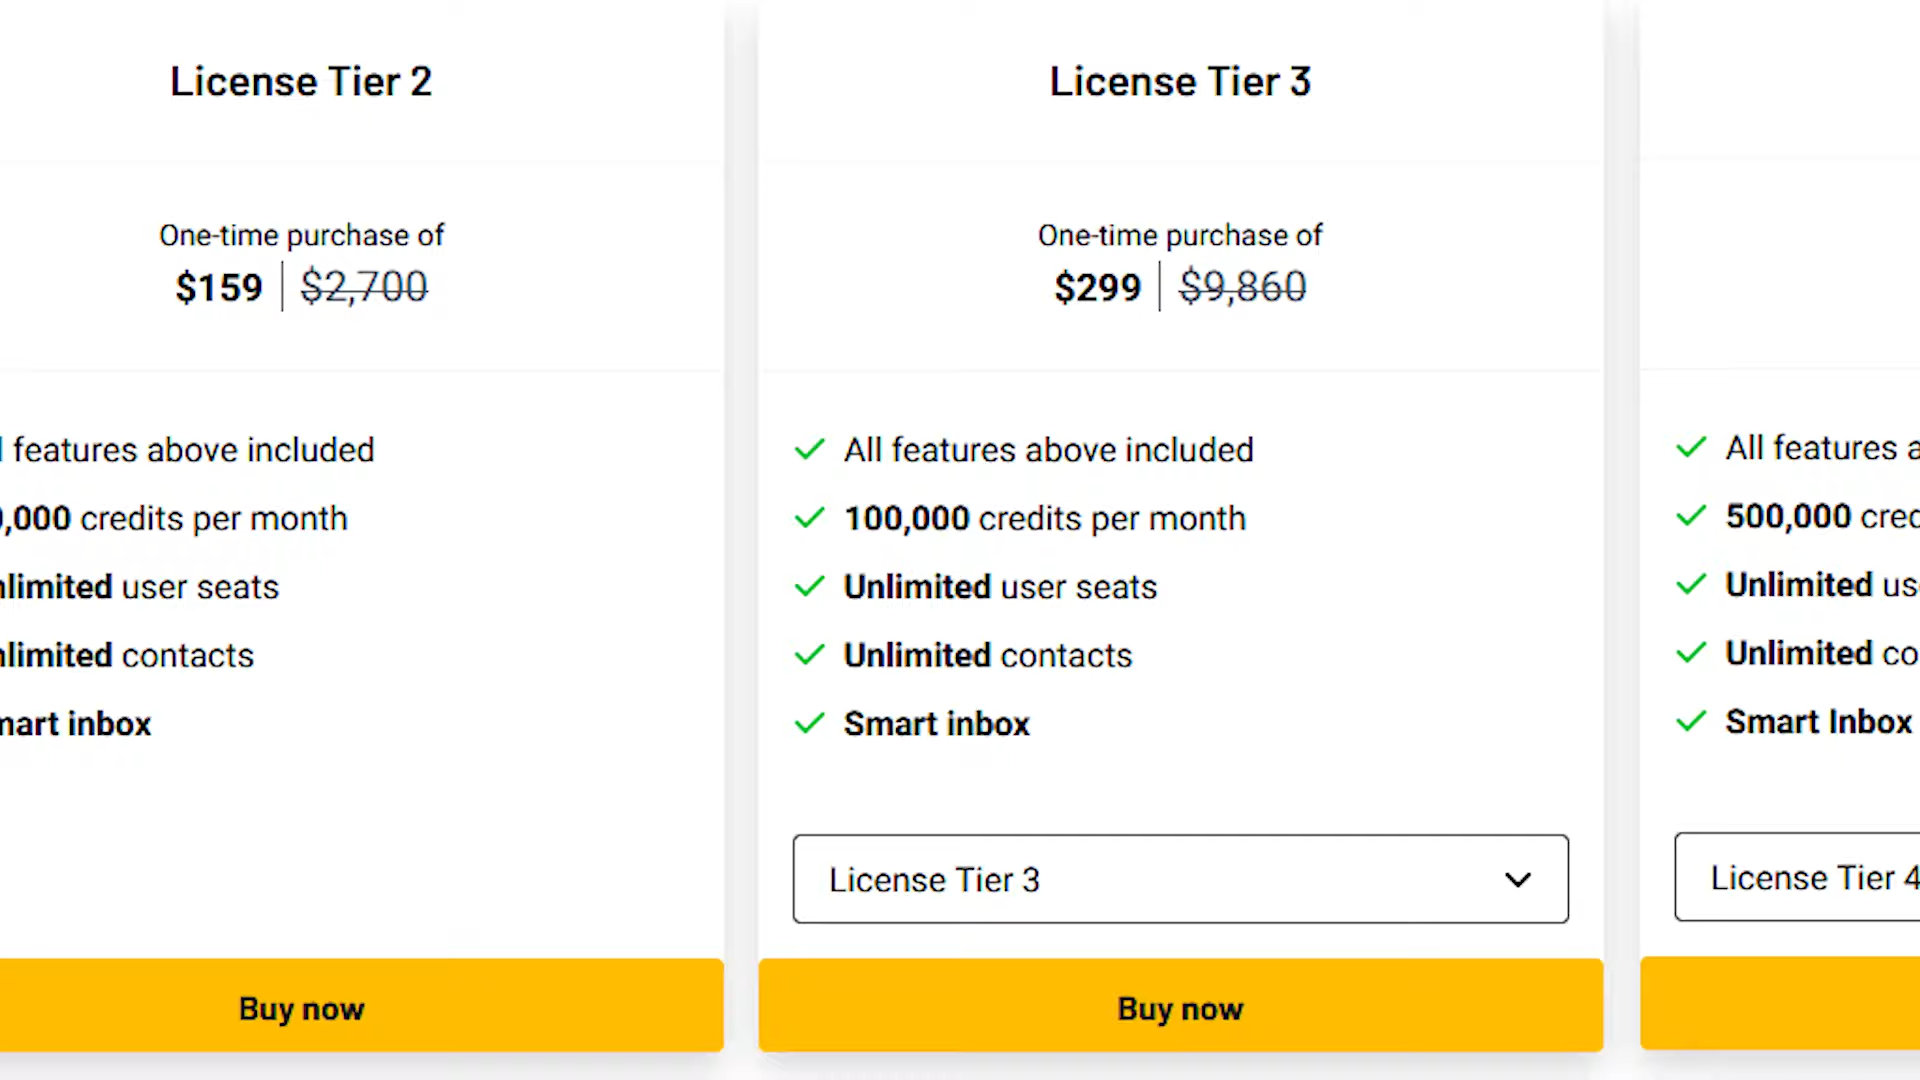 License Tier 2
One-time purchase of
$159 | $2,700
features above included
,000 credits per month
nlimited user seats
nlimited contacts
mart inbox
Buy now
License Tier 3
One-time purchase of
$299 | $9,860
All features above included
100,000 credits per month
Unlimited user seats
Unlimited contacts
Smart inbox
License Tier 3
Buy now
All features a
500,000 cred
Unlimited us
Unlimited co
Smart Inbox
License Tier 4